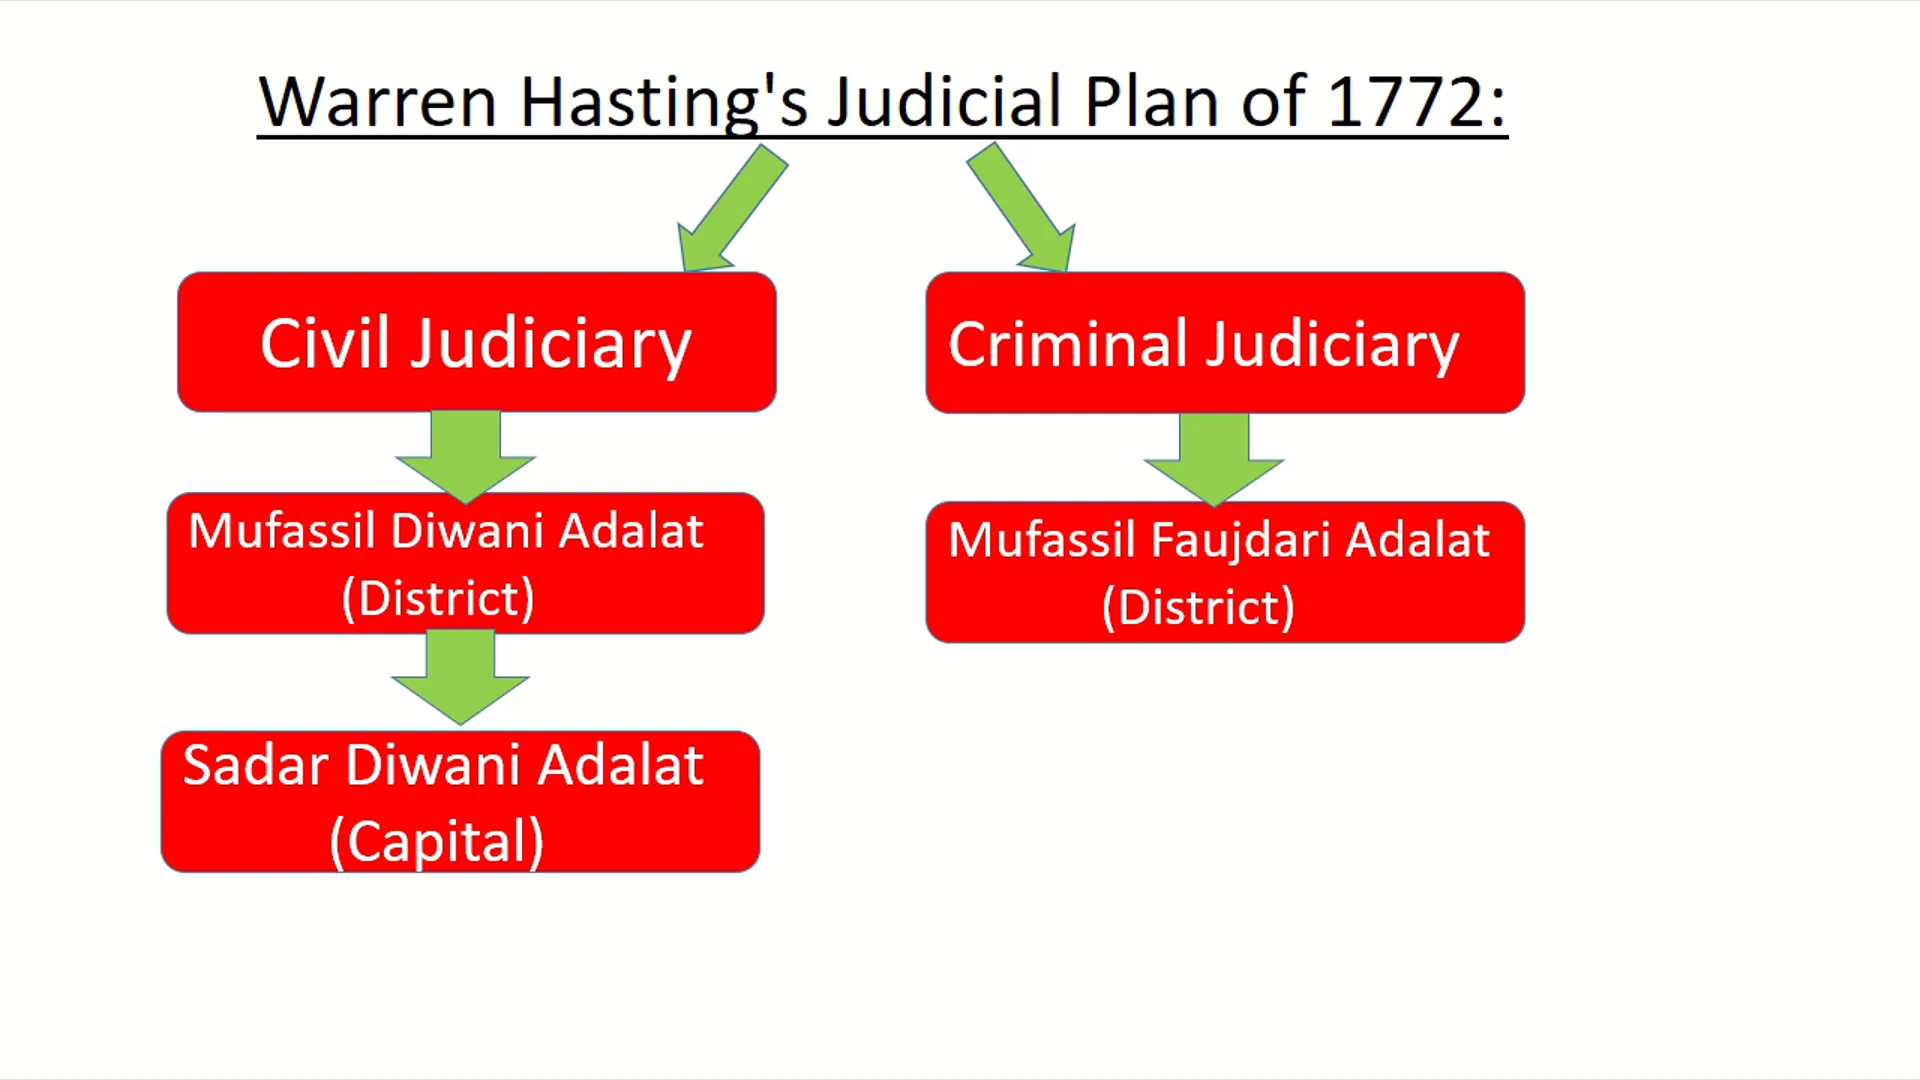 Warren Hasting's Judicial Plan of 1772:
Civil Judiciary
Criminal Judiciary
Mufassil Diwani Adalat
(District)
Mufassil Faujdari Adalat
(District)
Sadar Diwani Adalat
(Capital)